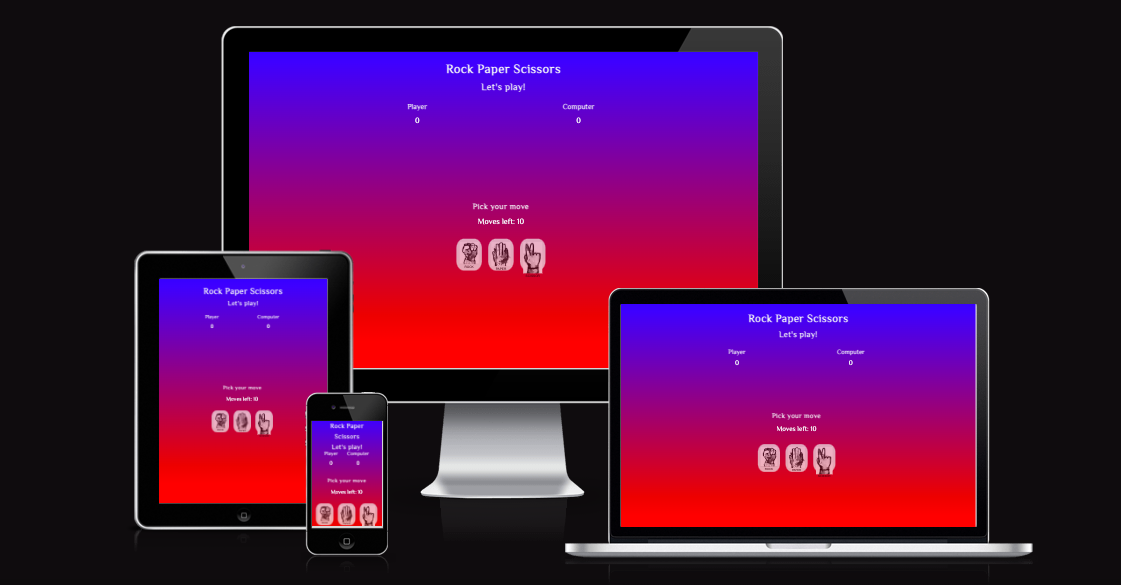 Rock Paper Scissors
Let's play!
Player Computer
0 0
Pick your move
Moves left: 10
Rock Paper Scissors
Let's play!
Player Computer
0 0
Pick your move
Moves left: 10
Rock Paper
Scissors
Let's play!
Player Computer
0 0
Pick your move
Moves left: 10
Rock Paper Scissors
Let's play!
Player Computer
0 0
Pick your move
Moves left: 10